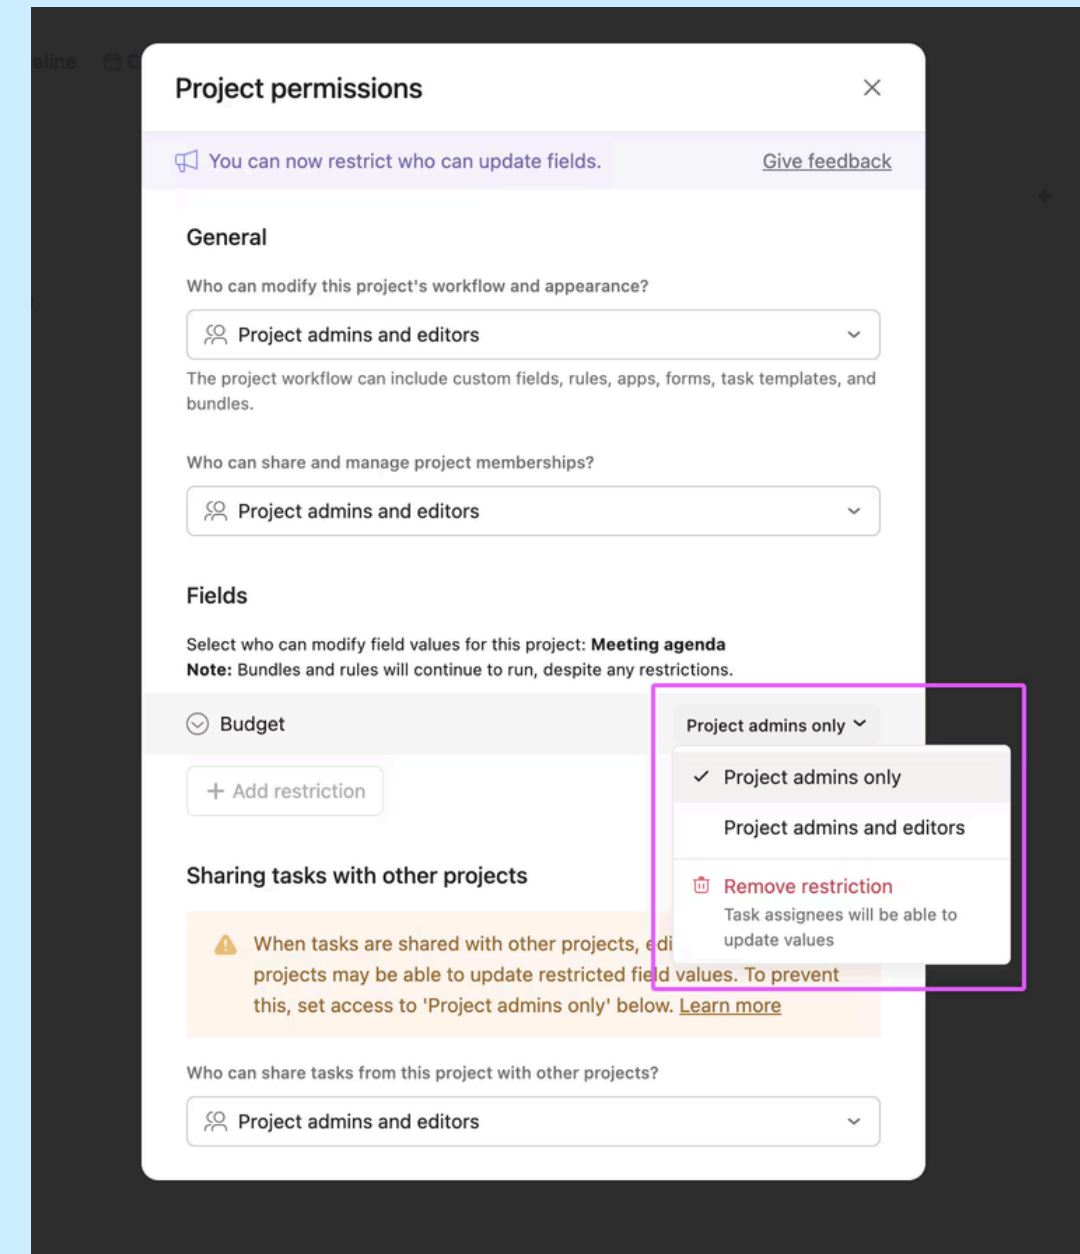 eline
Project permissions
You can now restrict who can update fields. Give feedback
General
Who can modify this project's workflow and appearance?
Project admins and editors
The project workflow can include custom fields, rules, apps, forms, task templates, and
bundles.
Who can share and manage project memberships?
Project admins and editors
Fields
Select who can modify field values for this project: Meeting agenda
Note: Bundles and rules will continue to run, despite any restrictions.
Budget
Project admins only
Project admins only
Project admins and editors
Remove restriction
Task assignees will be able to
update values
+ Add restriction
Sharing tasks with other projects
When tasks are shared with other projects, edi
projects may be able to update restricted field values. To prevent
this, set access to 'Project admins only' below. Learn more
Who can share tasks from this project with other projects?
Project admins and editors